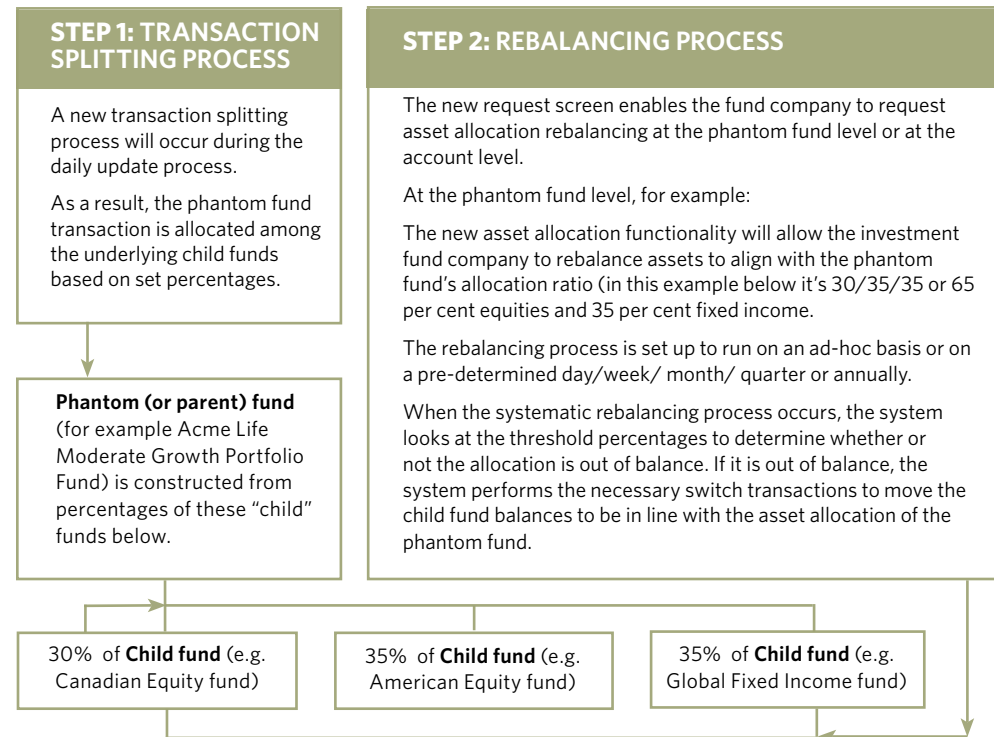 STEP 1: TRANSACTION
SPLITTING PROCESS
A new transaction splitting
process will occur during the
daily update process.
As a result, the phantom fund
transaction is allocated among
the underlying child funds
based on set percentages.
Phantom (or parent) fund
(for example Acme Life
Moderate Growth Portfolio
Fund) is constructed from
percentages of these “child”
funds below.
STEP 2: REBALANCING PROCESS
The new request screen enables the fund company to request
asset allocation rebalancing at the phantom fund level or at the
account level.
At the phantom fund level, for example:
The new asset allocation functionality will allow the investment
fund company to rebalance assets to align with the phantom
fund’s allocation ratio (in this example below it’s 30/35/35 or 65
per cent equities and 35 per cent fixed income.
The rebalancing process is set up to run on an ad-hoc basis or on
a pre-determined day/week/ month/ quarter or annually.
When the systematic rebalancing process occurs, the system
looks at the threshold percentages to determine whether or
not the allocation is out of balance. If it is out of balance, the
system performs the necessary switch transactions to move the
child fund balances to be in line with the asset allocation of the
phantom fund.
30% of Child fund (e.g.
Canadian Equity fund)
35% of Child fund (e.g.
American Equity fund)
35% of Child fund (e.g.
Global Fixed Income fund)